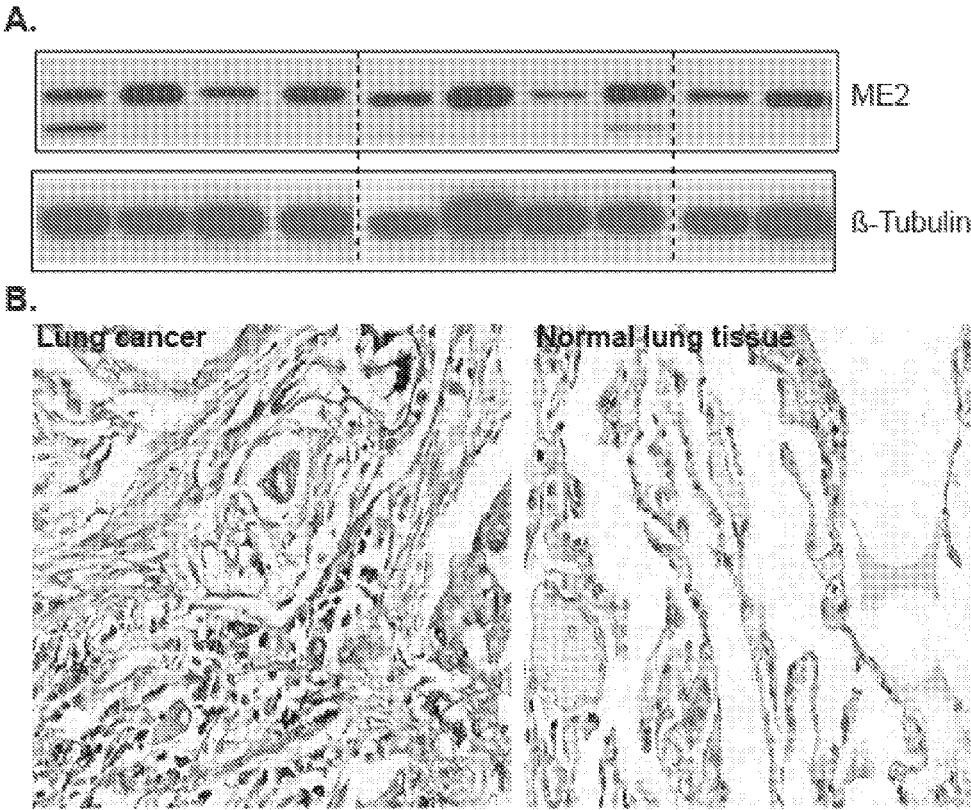 A.
ME2
ß-Tubulin
B.
Lung cancer
Normal lung tissue